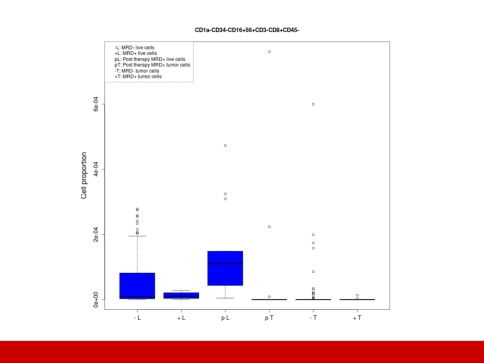 CD1a-CD34-CD16+56+CD3-CD8+CD45-
-L: MRD- live cells
+L: MRD+ live cells
pL: Post therapy MRD+ live cells
pT: Post therapy MRD+ tumor cells
-T: MRD- tumor cells
+T: MRD+ tumor cells
Cell proportion
6e-04
4e-04
2e-04
0e+00
- L + L p L p T - T + T